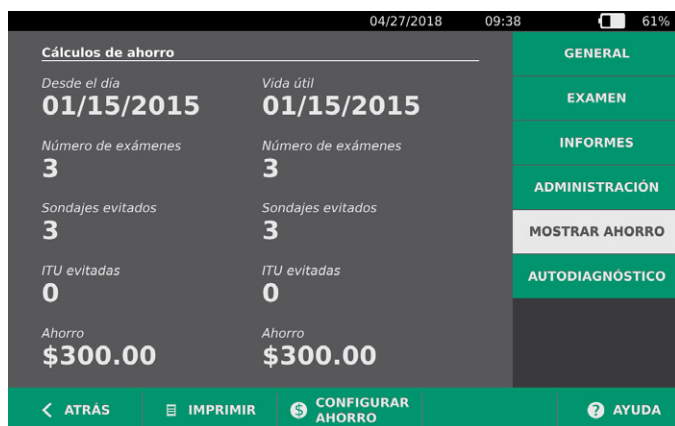 04/27/2018 09:38 61%
Cálculos de ahorro
Desde el día Vida útil
01/15/2015 01/15/2015
Número de exámenes Número de exámenes
3 3
Sondajes evitados Sondajes evitados
3 3
ITU evitadas ITU evitadas
0 0
Ahorro Ahorro
$300.00 $300.00
GENERAL
EXAMEN
INFORMES
ADMINISTRACIÓN
MOSTRAR AHORRO
AUTODIAGNÓSTICO
ATRÁS IMPRIMIR $ CONFIGURAR
AHORRO
? AYUDA